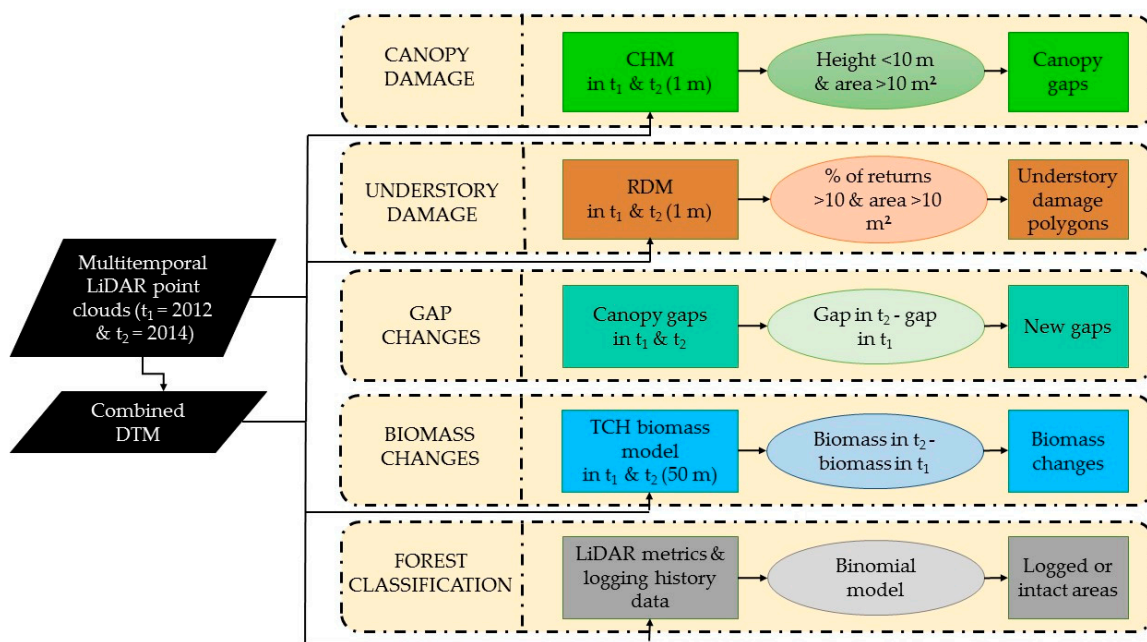 CANOPY
DAMAGE
CHM
in t₁ & t₂ (1 m)
Height <10 m
& area >10 m²
Canopy
gaps
UNDERSTORY
DAMAGE
RDM
in t₁ & t₂ (1 m)
% of returns
>10 & area >10
m²
Understory
damage
polygons
Multitemporal
LiDAR point
clouds (t₁ = 2012
& t₂ = 2014)
GAP
CHANGES
Canopy gaps
in t₁ & t₂
Gap in t₂ - gap
in t₁
New gaps
Combined
DTM
BIOMASS
CHANGES
TCH biomass
model
in t₁ & t₂ (50 m)
Biomass in t₂ -
biomass in t₁
Biomass
changes
FOREST
CLASSIFICATION
LiDAR metrics &
logging history
data
Binomial
model
Logged or
intact areas